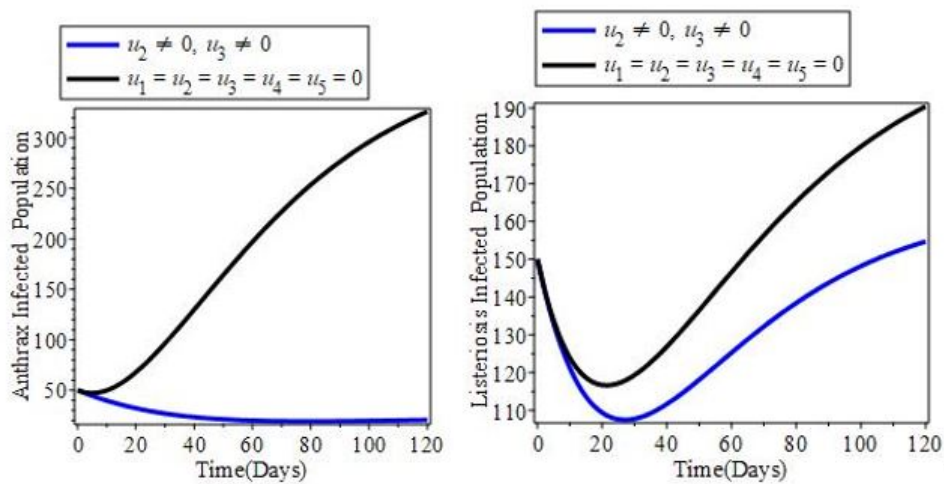 u₂ ≠ 0, u₃ ≠ 0
u₁ = u₂ = u₃ = u₄ = u₅ = 0
Anthrax Infected Population
300
250
200
150
100
50
0 20 40 60 80 100 120
Time(Days)
u₂ ≠ 0, u₃ ≠ 0
u₁ = u₂ = u₃ = u₄ = u₅ = 0
Listeriosis Infected Population
190
180
170
160
150
140
130
120
110
0 20 40 60 80 100 120
Time(Days)